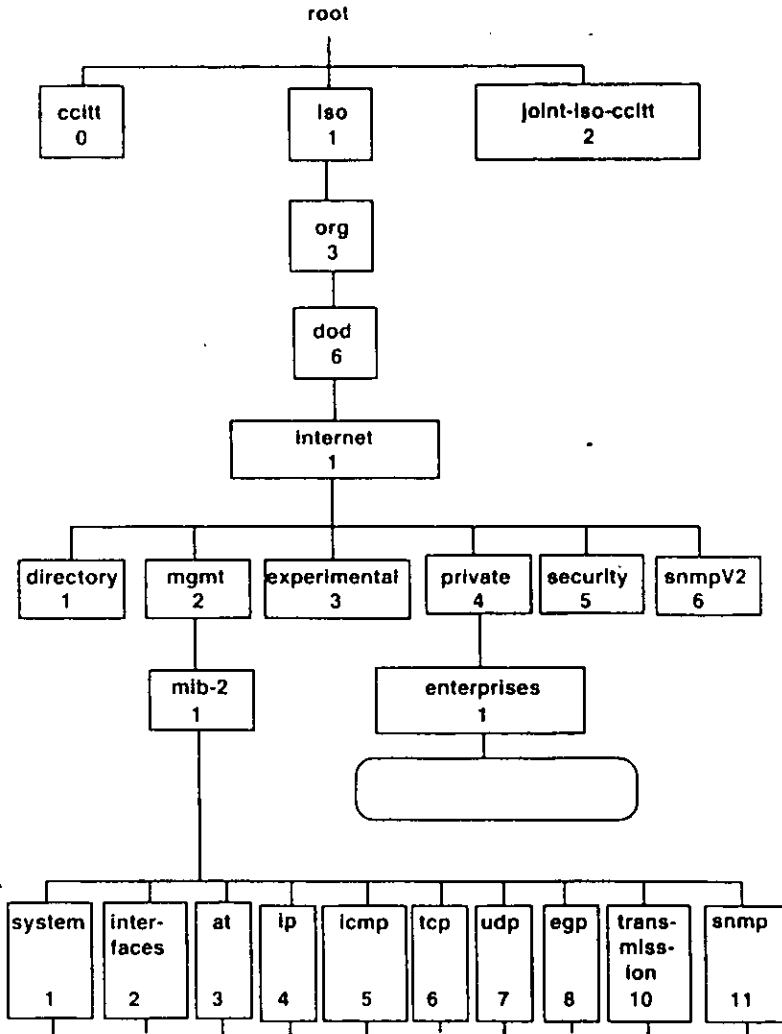 root
ccitt
0
iso
1
joint-iso-ccitt
2
org
3
dod
6
internet
1
directory
1
mgmt
2
experimental
3
private
4
security
5
snmpV2
6
mib-2
1
enterprises
1
system
1
inter-
faces
2
at
3
ip
4
icmp
5
tcp
6
udp
7
egp
8
trans-
miss-
ion
10
snmp
11